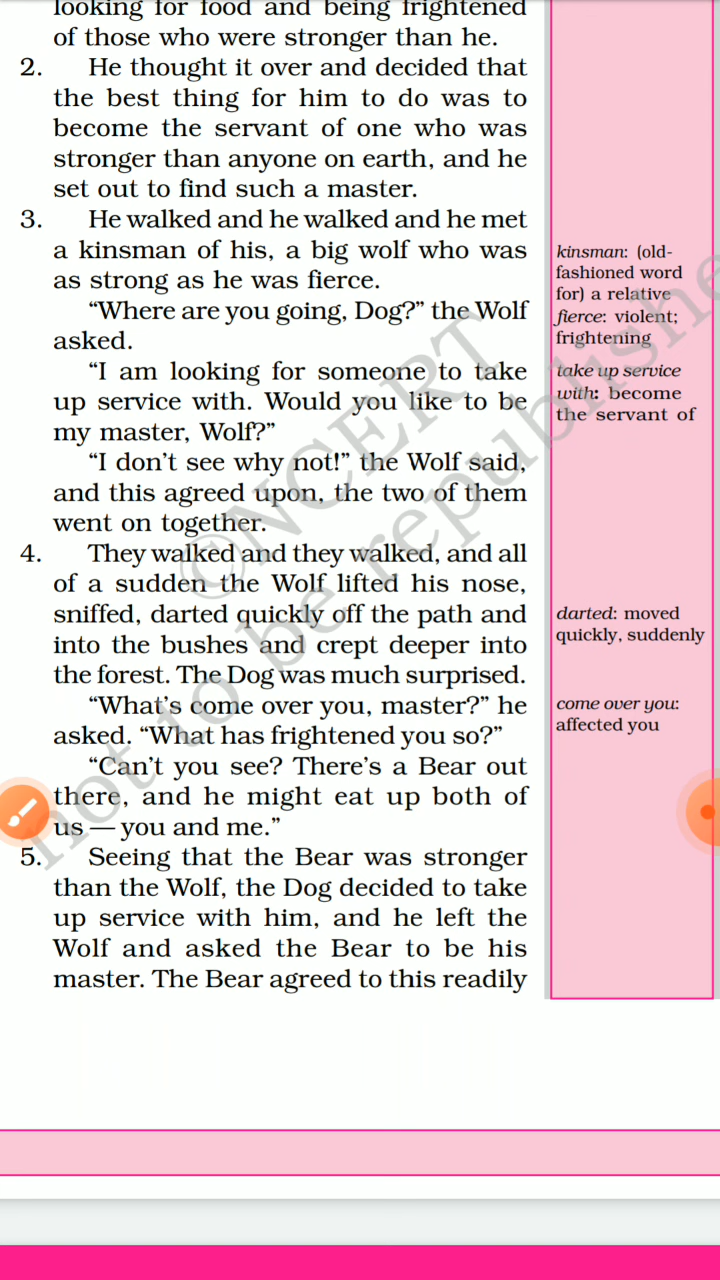 looking for food and being frightened
of those who were stronger than he.
2. He thought it over and decided that
the best thing for him to do was to
become the servant of one who was
stronger than anyone on earth, and he
set out to find such a master.
3. He walked and he walked and he met
a kinsman of his, a big wolf who was
as strong as he was fierce.
“Where are you going, Dog?” the Wolf
asked.
“I am looking for someone to take
up service with. Would you like to be
my master, Wolf?”
“I don’t see why not!” the Wolf said,
and this agreed upon, the two of them
went on together.
4. They walked and they walked, and all
of a sudden the Wolf lifted his nose,
sniffed, darted quickly off the path and
into the bushes and crept deeper into
the forest. The Dog was much surprised.
“What’s come over you, master?” he
asked. “What has frightened you so?”
“Can’t you see? There’s a Bear out
there, and he might eat up both of
us — you and me.”
5. Seeing that the Bear was stronger
than the Wolf, the Dog decided to take
up service with him, and he left the
Wolf and asked the Bear to be his
master. The Bear agreed to this readily
kinsman: (old-
fashioned word
for) a relative
fierce: violent;
frightening
take up service
with: become
the servant of
darted: moved
quickly, suddenly
come over you:
affected you
©NCERT
not to be republishe